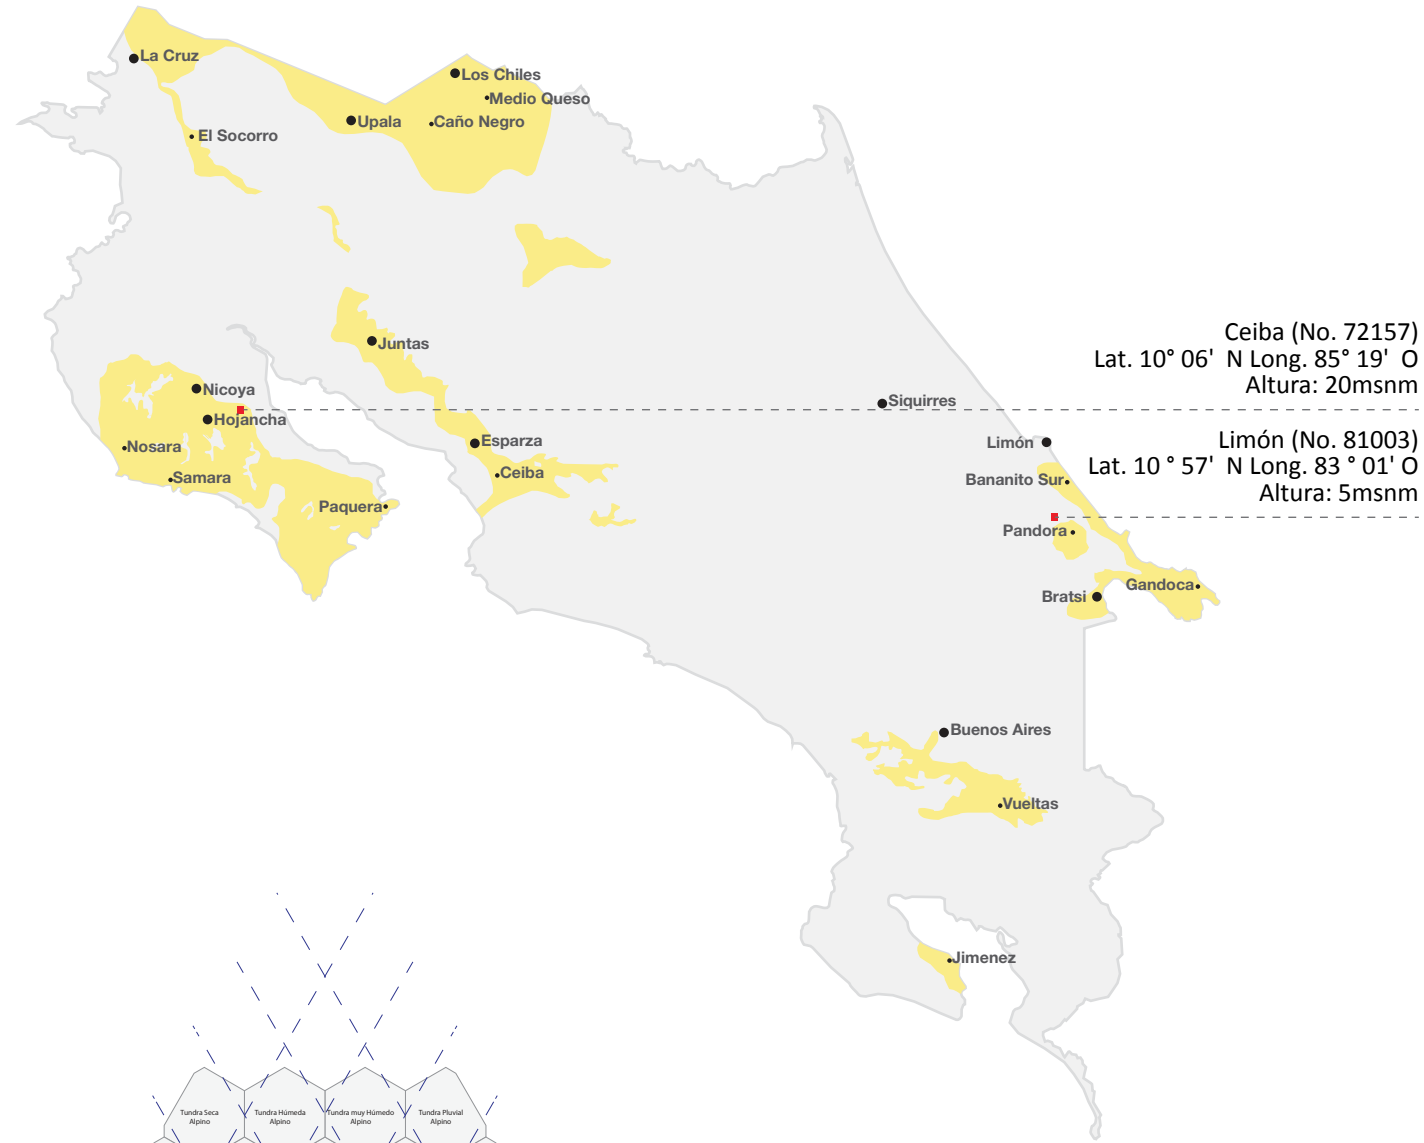 La Cruz
Los Chiles
Medio Queso
Upala
Caño Negro
El Socorro
Ceiba (No. 72157)
Lat. 10° 06' N Long. 85° 19' O
Altura: 20msnm
Juntas
Nicoya
Siquirres
Hojancha
Limón (No. 81003)
Lat. 10 ° 57' N Long. 83 ° 01' O
Altura: 5msnm
Esparza
Limón
Nosara
Ceiba
Samara
Bananito Sur
Paquera
Pandora
Gandoca
Bratsi
Buenos Aires
Vueltas
Jimenez
Tundra Seca
Alpino
Tundra Húmeda
Alpino
Tundra muy Húmedo
Alpino
Tundra Pluvial
Alpino